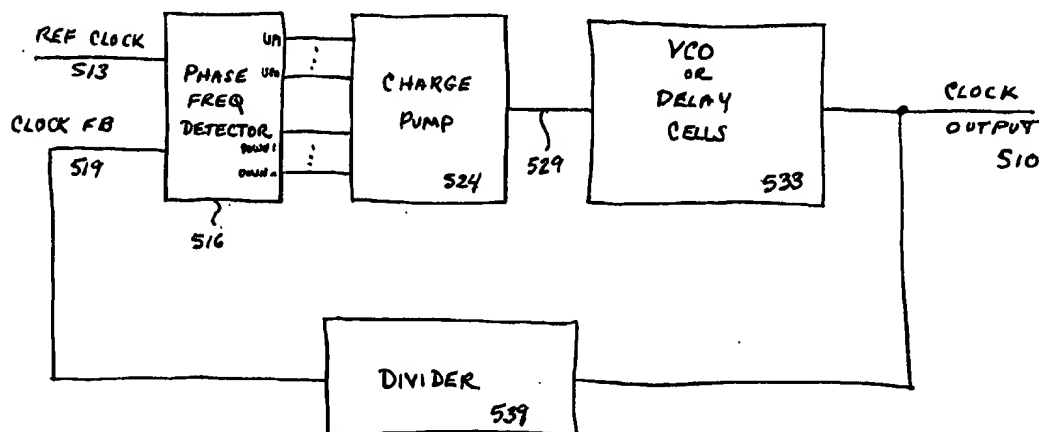 REF CLOCK
513
CLOCK FB
519
PHASE
FREQ
DETECTOR
UP1
UPn
DOWN1
DOWNn
516
CHARGE
PUMP
524
529
VCO
OR
DELAY
CELLS
533
CLOCK
OUTPUT
510
DIVIDER
539